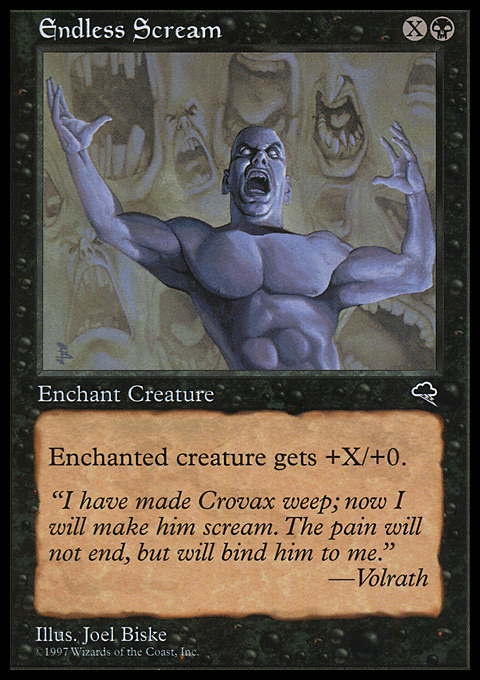 Endless Scream X
Enchant Creature
Enchanted creature gets +X/+0.
“I have made Crovax weep; now I
will make him scream. The pain will
not end, but will bind him to me.”
—Volrath
Illus. Joel Biske
©1997 Wizards of the Coast, Inc.